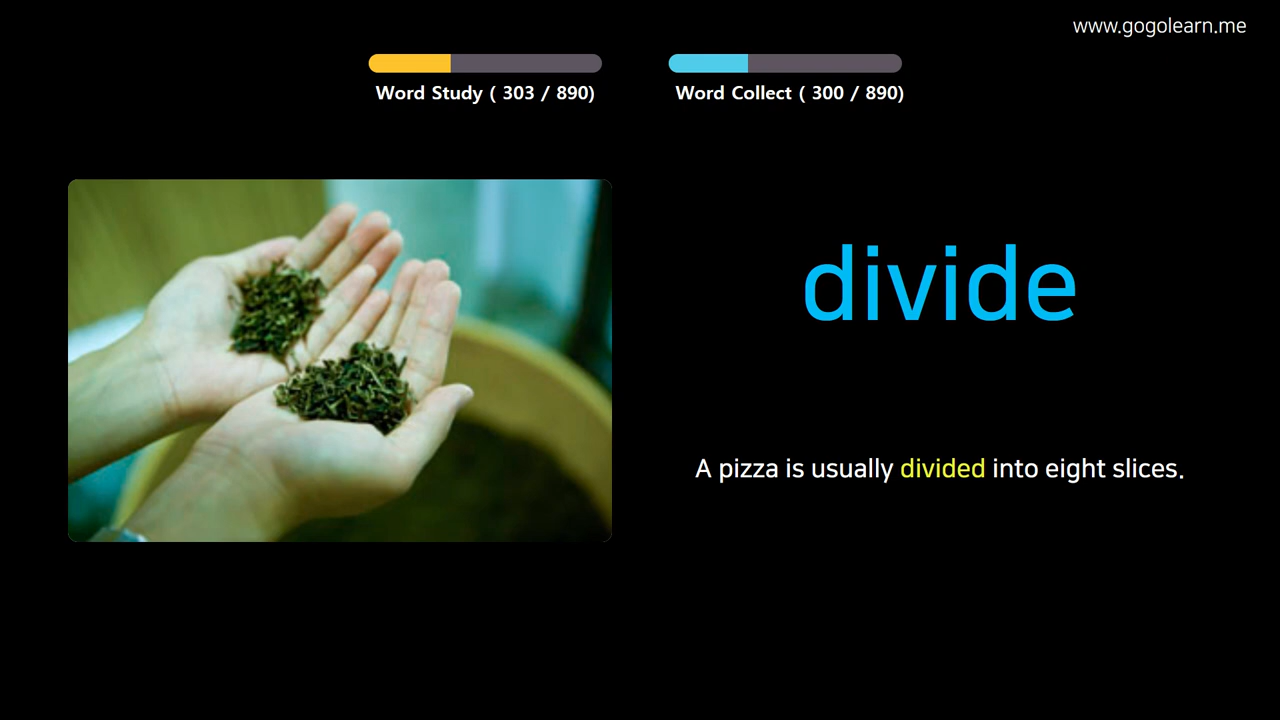 www.gogolearn.me
Word Study ( 303 / 890)
Word Collect ( 300 / 890)
divide
A pizza is usually divided into eight slices.